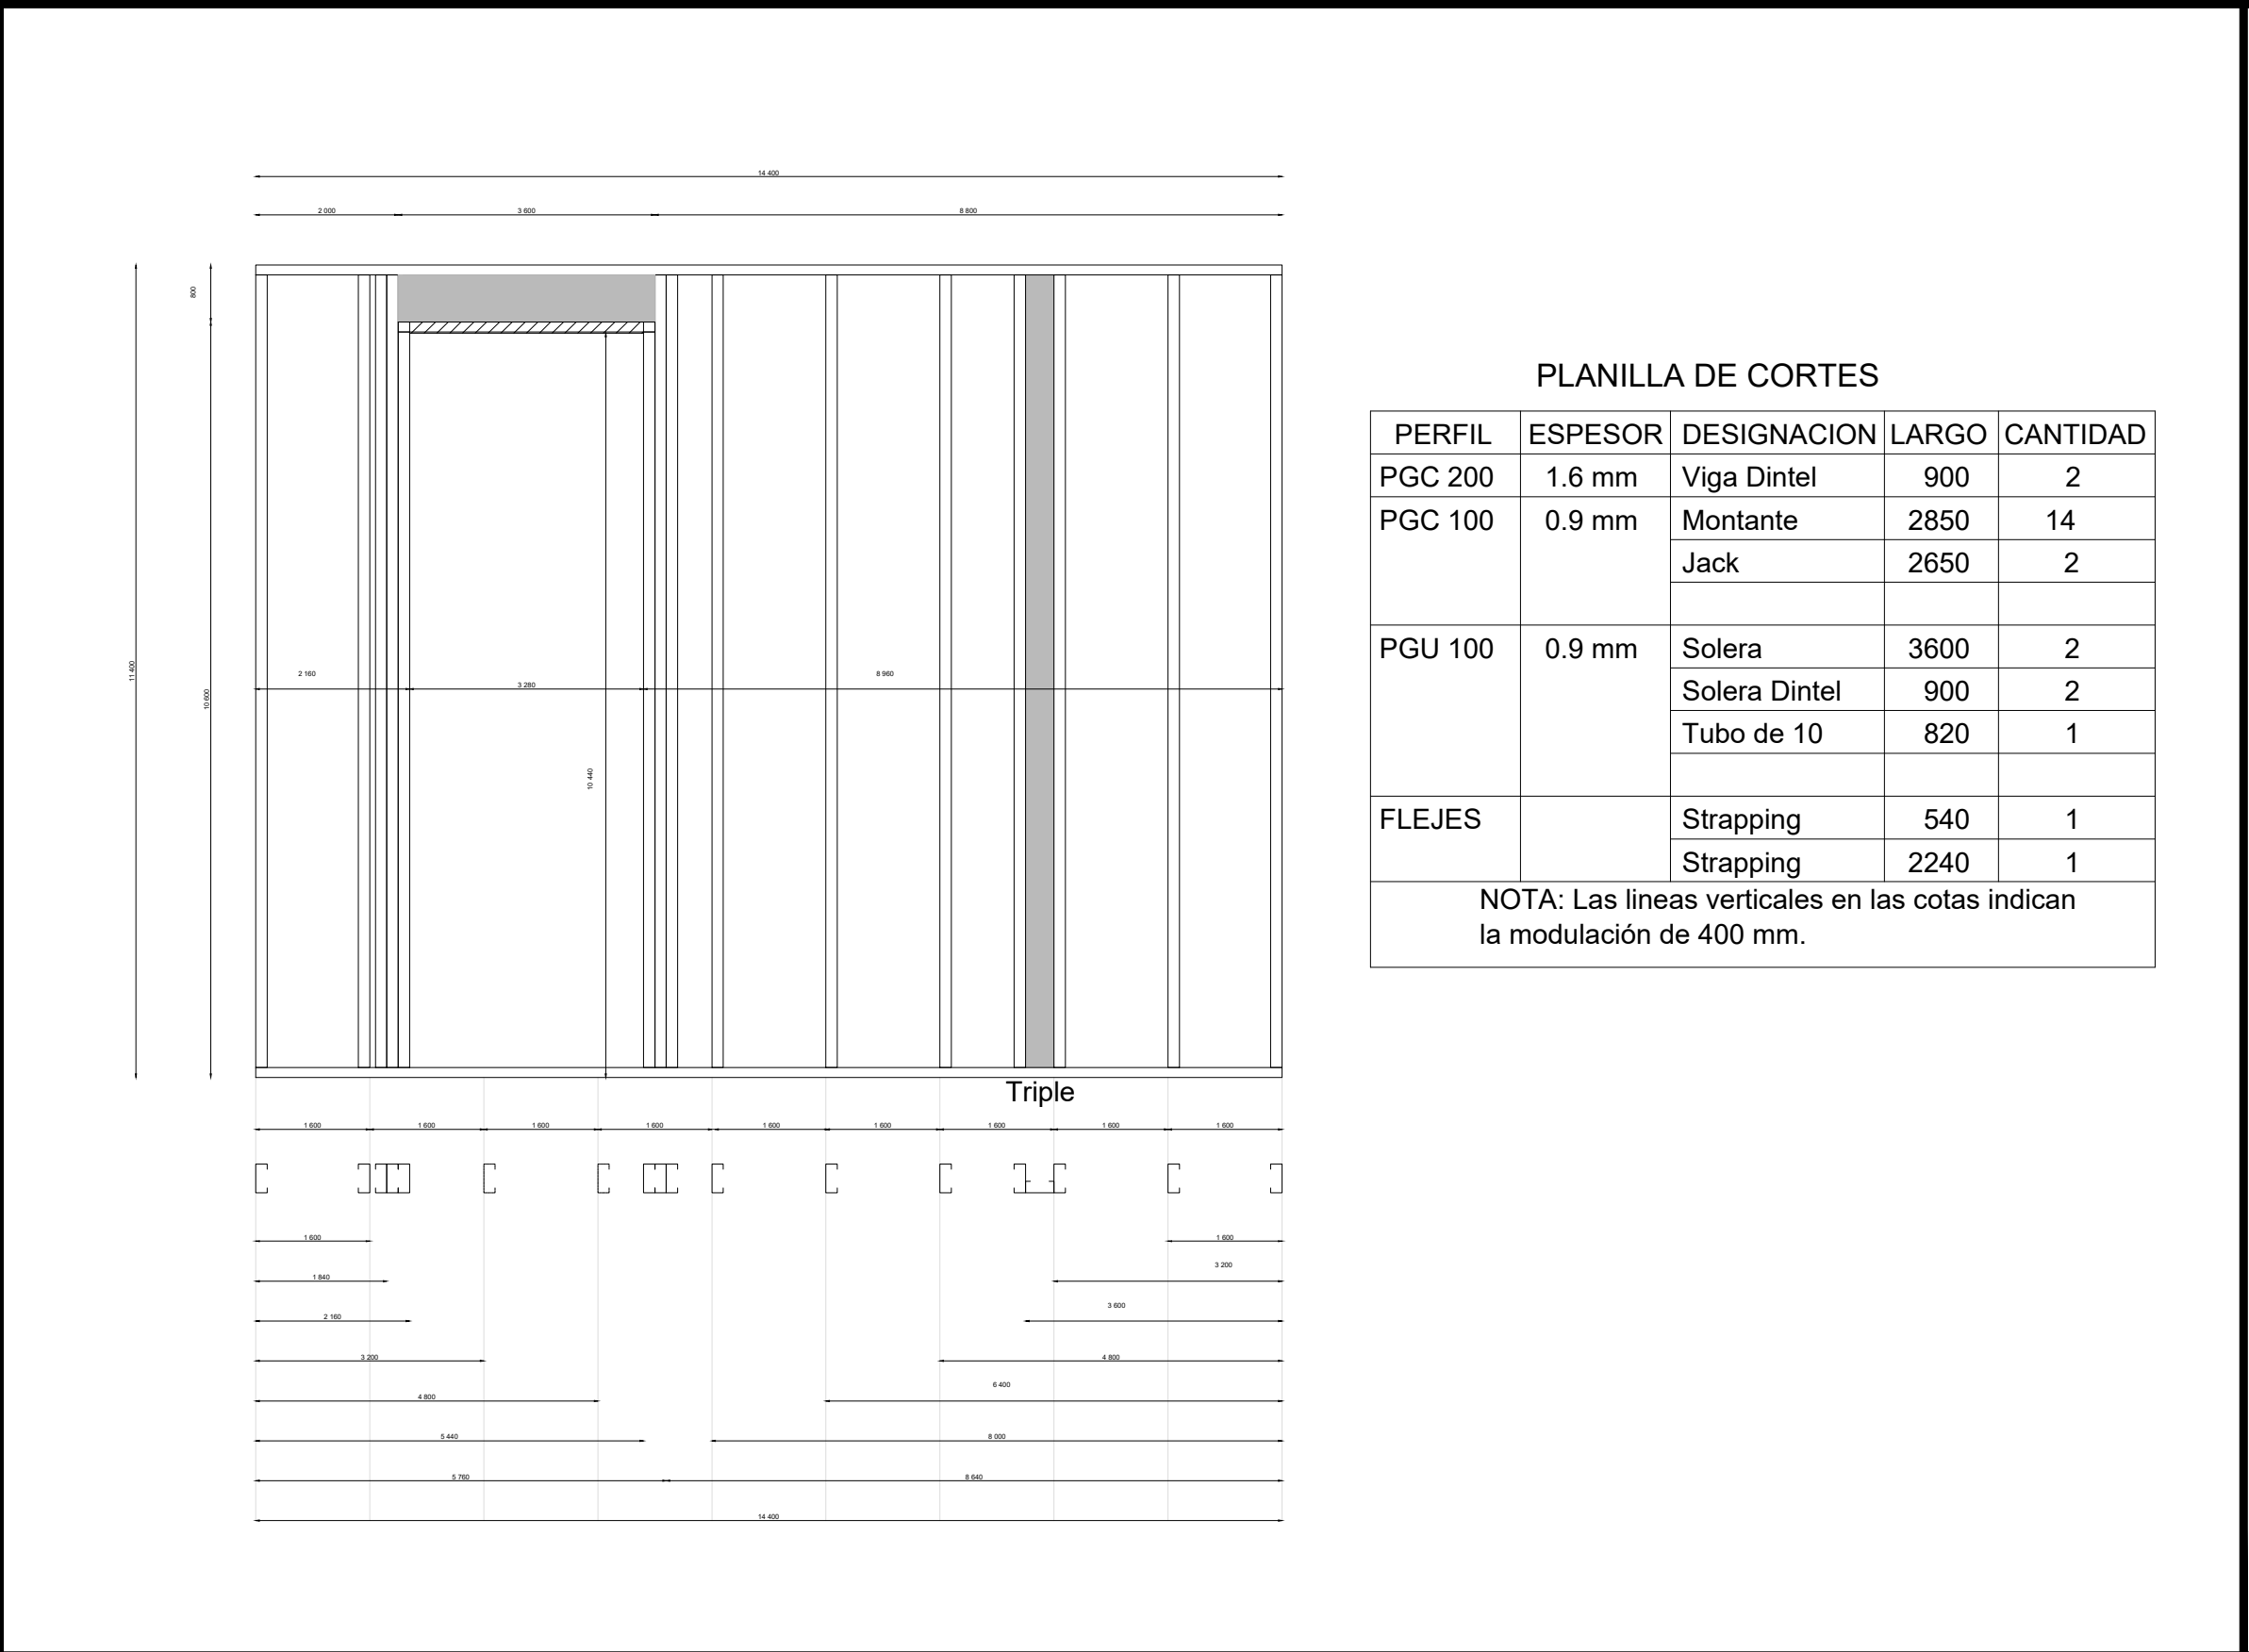 14 400
2 000 3 600 8 800
800
11 400
10 600
2 160 3 280 8 960
10 440
Triple
1 600 1 600 1 600 1 600 1 600 1 600 1 600 1 600 1 600
1 600 1 600
1 840 3 200
2 160 3 600
3 200 4 800
4 800 6 400
5 440 8 000
5 760 8 640
14 400
PLANILLA DE CORTES
PERFIL ESPESOR DESIGNACION LARGO CANTIDAD
PGC 200 1.6 mm Viga Dintel 900 2
PGC 100 0.9 mm Montante 2850 14
Jack 2650 2
PGU 100 0.9 mm Solera 3600 2
Solera Dintel 900 2
Tubo de 10 820 1
FLEJES Strapping 540 1
Strapping 2240 1
NOTA: Las lineas verticales en las cotas indican
la modulación de 400 mm.